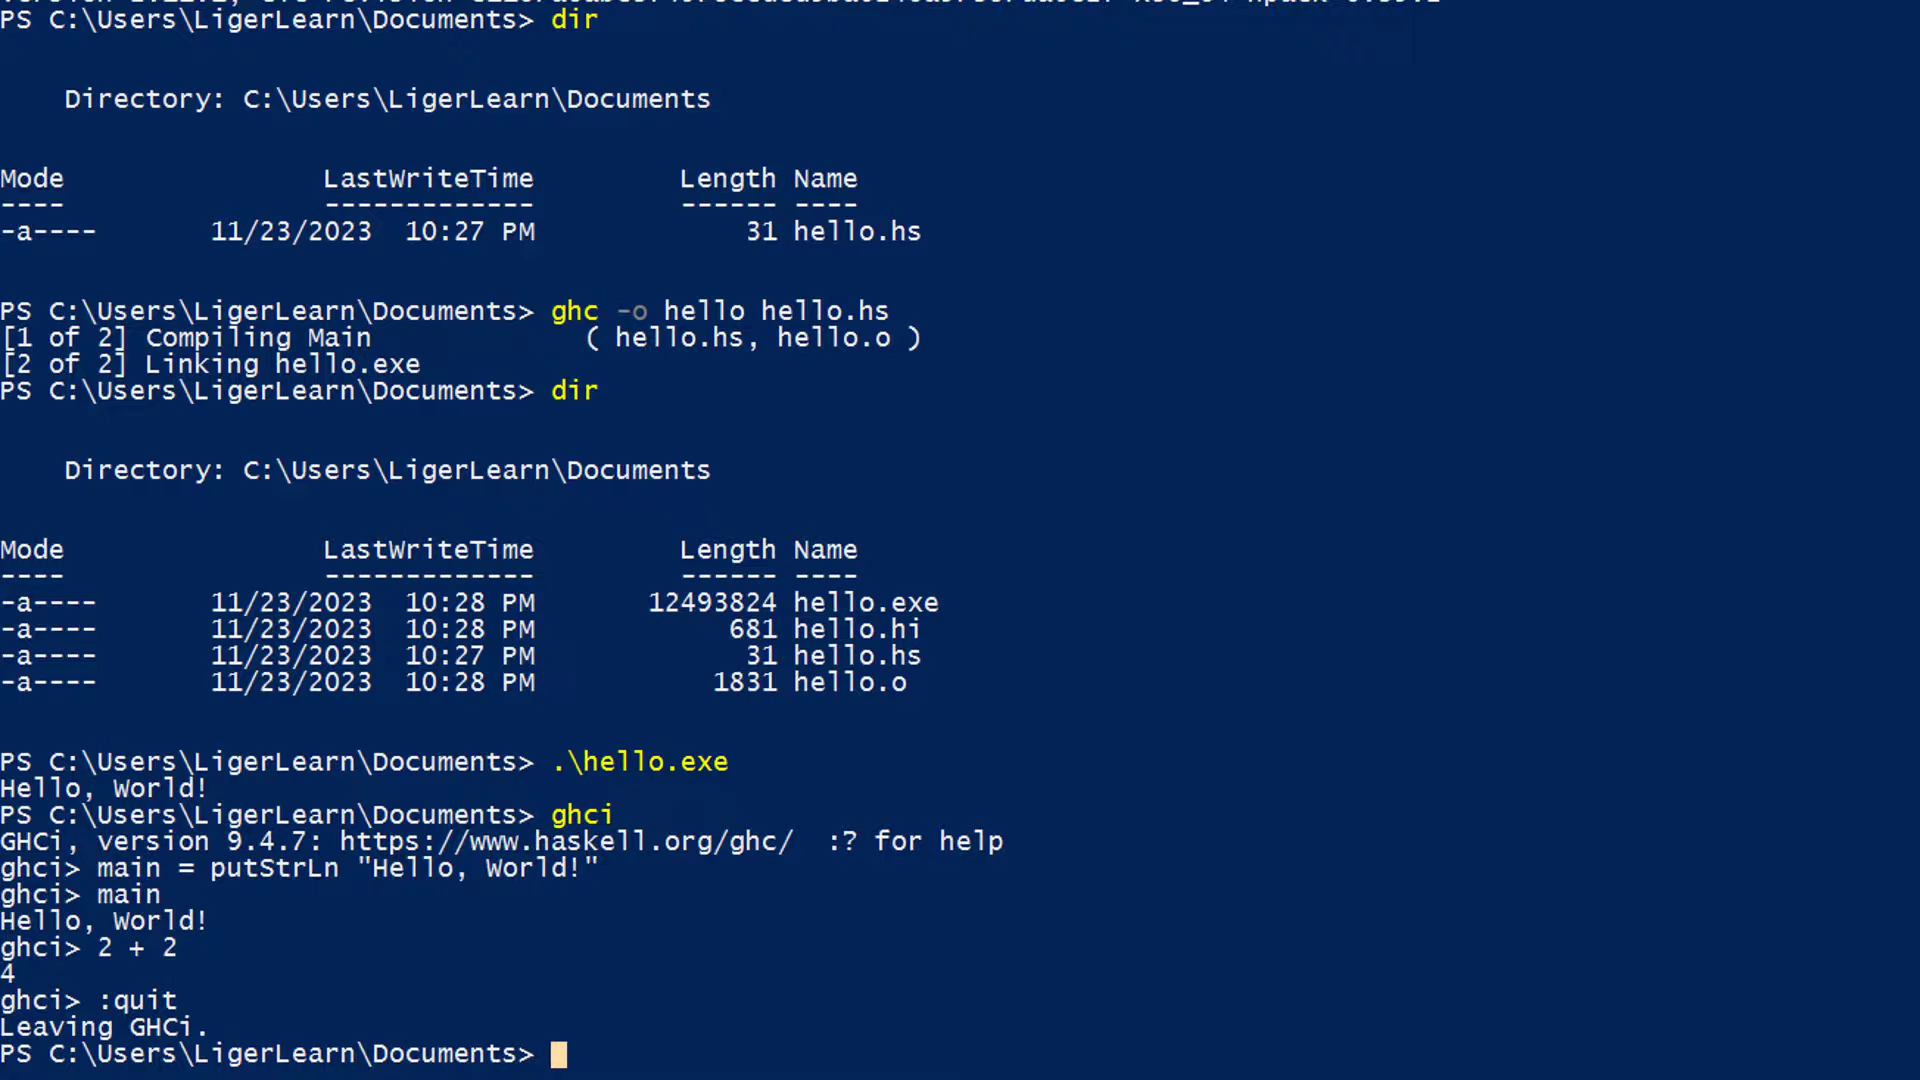 PS C:\Users\LigerLearn\Documents> dir
Directory: C:\Users\LigerLearn\Documents
Mode LastWriteTime Length Name
---- ------------- ------ ----
-a---- 11/23/2023 10:27 PM 31 hello.hs
PS C:\Users\LigerLearn\Documents> ghc -o hello hello.hs
[1 of 2] Compiling Main ( hello.hs, hello.o )
[2 of 2] Linking hello.exe
PS C:\Users\LigerLearn\Documents> dir
Directory: C:\Users\LigerLearn\Documents
Mode LastWriteTime Length Name
---- ------------- ------ ----
-a---- 11/23/2023 10:28 PM 12493824 hello.exe
-a---- 11/23/2023 10:28 PM 681 hello.hi
-a---- 11/23/2023 10:27 PM 31 hello.hs
-a---- 11/23/2023 10:28 PM 1831 hello.o
PS C:\Users\LigerLearn\Documents> .\hello.exe
Hello, World!
PS C:\Users\LigerLearn\Documents> ghci
GHCi, version 9.4.7: https://www.haskell.org/ghc/ :? for help
ghci> main = putStrLn "Hello, World!"
ghci> main
Hello, World!
ghci> 2 + 2
4
ghci> :quit
Leaving GHCi.
PS C:\Users\LigerLearn\Documents>